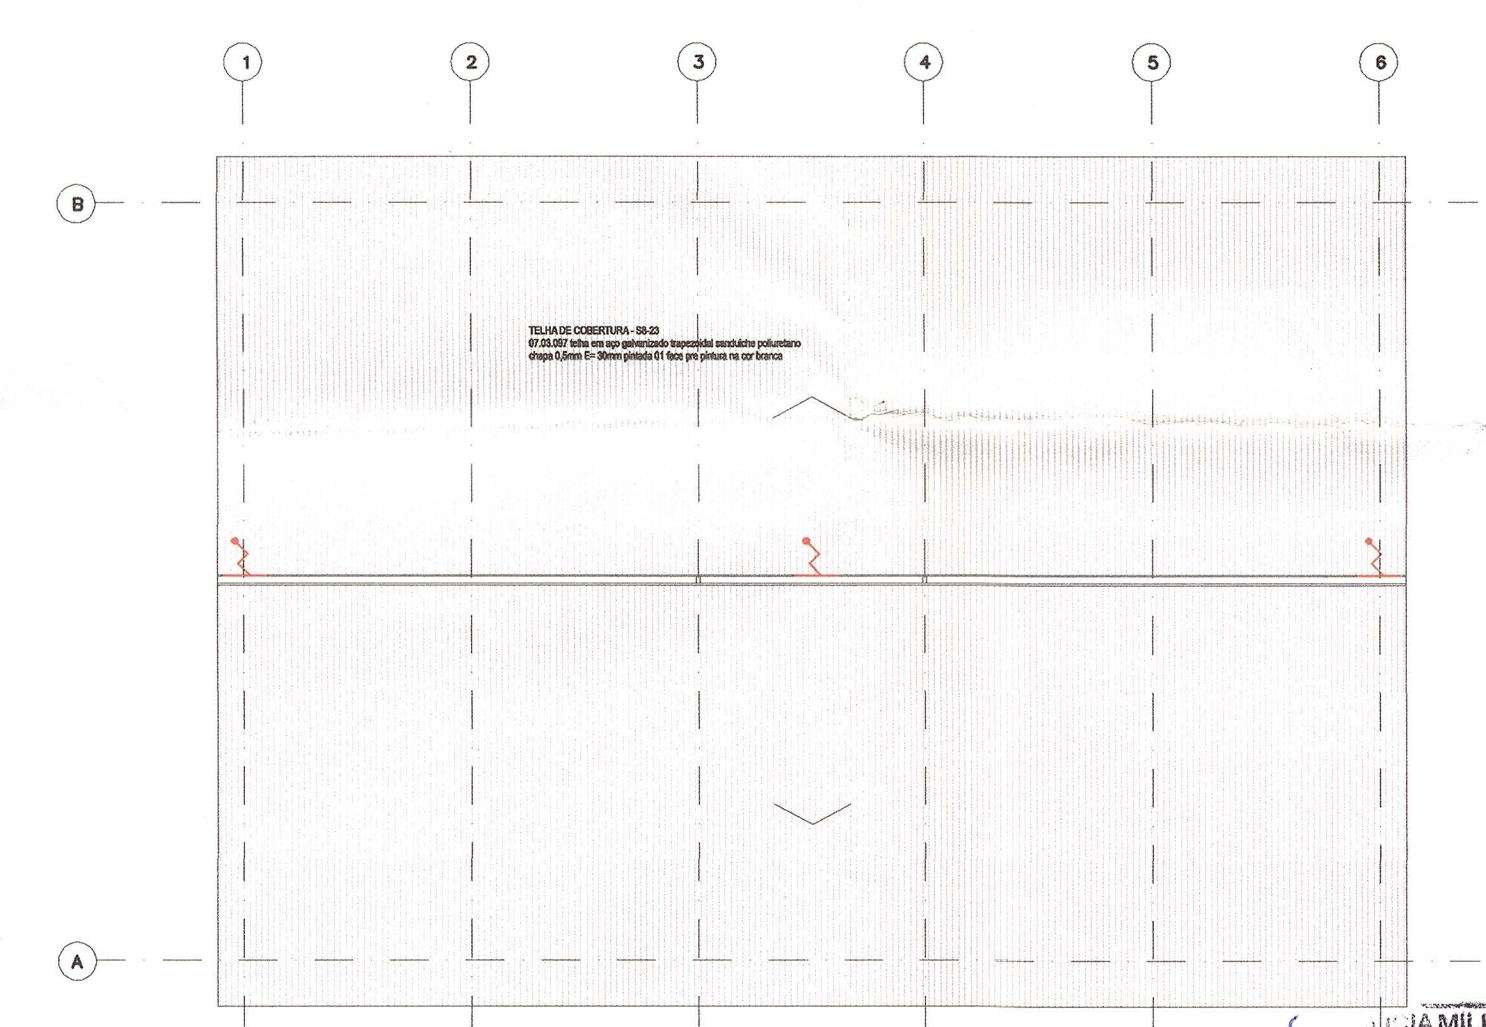 1 2 3 4 5 6
B
TELHA DE COBERTURA - S8-23
07.03.097 telha em aço galvanizado trapezoidal sanduiche poliuretano
chapa 0,5mm E= 30mm pintada 01 face pre pintura na cor branca
A